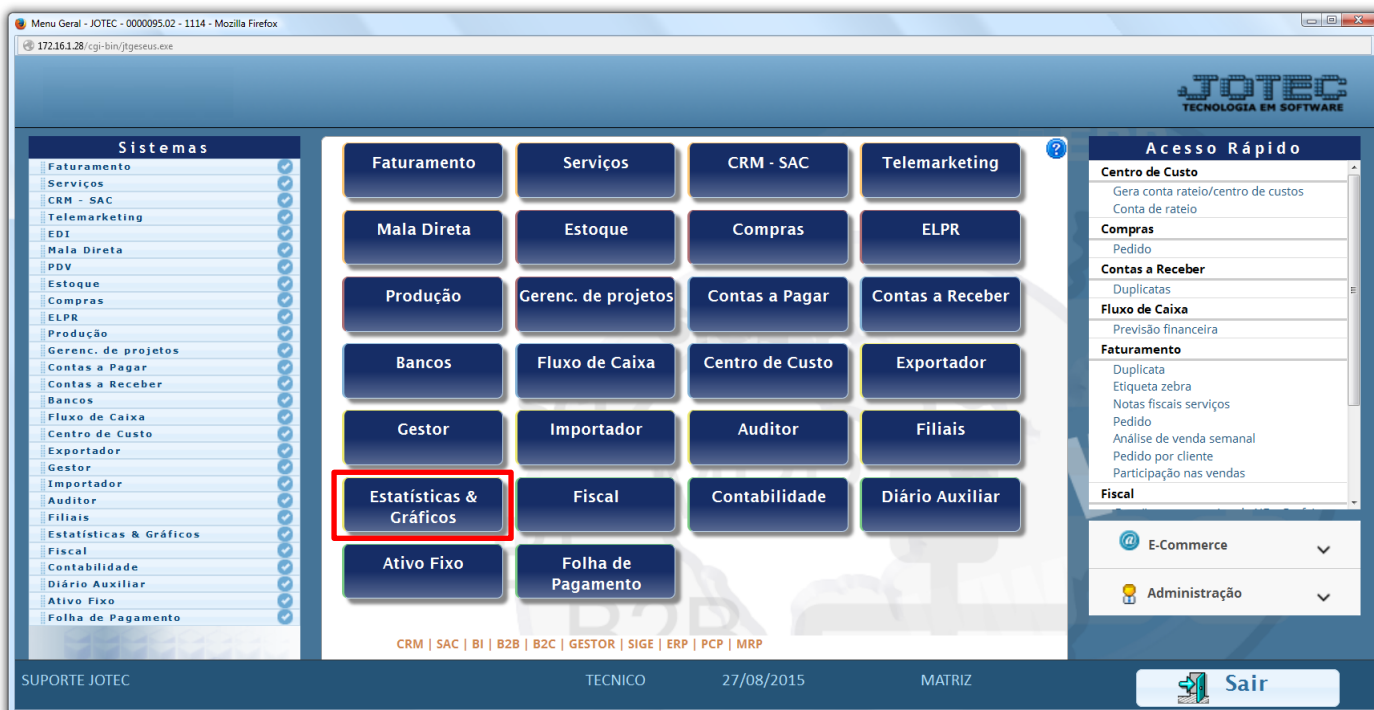 Menu Geral - JOTEC - 0000095.02 - 1114 - Mozilla Firefox
172.16.1.28/cgi-bin/jtgeseus.exe
JOTEC
TECNOLOGIA EM SOFTWARE
Sistemas
Faturamento
Serviços
CRM - SAC
Telemarketing
EDI
Mala Direta
PDV
Estoque
Compras
ELPR
Produção
Gerenc. de projetos
Contas a Pagar
Contas a Receber
Bancos
Fluxo de Caixa
Centro de Custo
Exportador
Gestor
Importador
Auditor
Filiais
Estatísticas & Gráficos
Fiscal
Contabilidade
Diário Auxiliar
Ativo Fixo
Folha de Pagamento
Faturamento
Serviços
CRM - SAC
Telemarketing
Mala Direta
Estoque
Compras
ELPR
Produção
Gerenc. de projetos
Contas a Pagar
Contas a Receber
Bancos
Fluxo de Caixa
Centro de Custo
Exportador
Gestor
Importador
Auditor
Filiais
Estatísticas &
Gráficos
Fiscal
Contabilidade
Diário Auxiliar
Ativo Fixo
Folha de
Pagamento
B2B
CRM | SAC | BI | B2B | B2C | GESTOR | SIGE | ERP | PCP | MRP
?
Acesso Rápido
Centro de Custo
Gera conta rateio/centro de custos
Conta de rateio
Compras
Pedido
Contas a Receber
Duplicatas
Fluxo de Caixa
Previsão financeira
Faturamento
Duplicata
Etiqueta zebra
Notas fiscais serviços
Pedido
Análise de venda semanal
Pedido por cliente
Participação nas vendas
Fiscal
E-Commerce
Administração
SUPORTE JOTEC
TECNICO
27/08/2015
MATRIZ
Sair